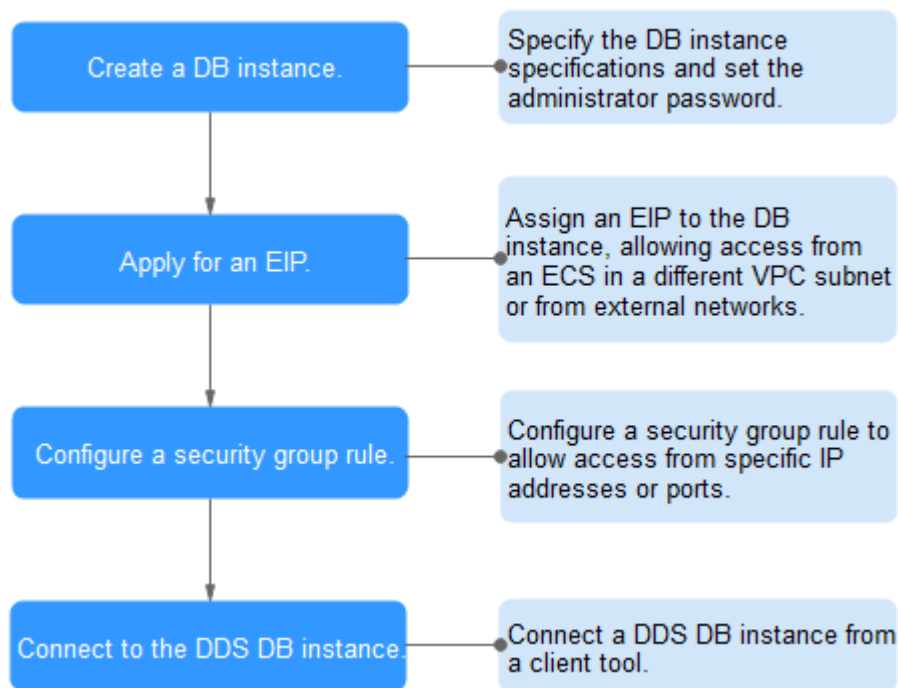 Create a DB instance.
Specify the DB instance
specifications and set the
administrator password.
Apply for an EIP.
Assign an EIP to the DB
instance, allowing access from
an ECS in a different VPC subnet
or from external networks.
Configure a security group rule.
Configure a security group rule to
allow access from specific IP
addresses or ports.
Connect to the DDS DB instance.
Connect a DDS DB instance from
a client tool.